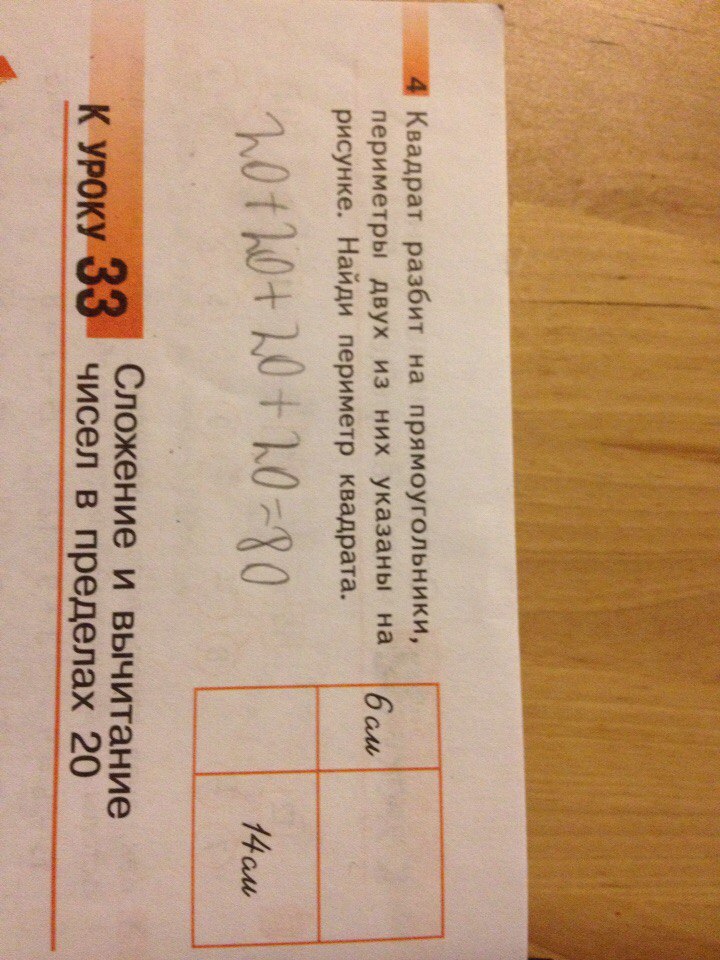 4 Квадрат разбит на прямоугольники,
периметры двух из них указаны на
рисунке. Найди периметр квадрата.
20+20+20+20=80
6 см
14 см
К уроку 33
Сложение и вычитание
чисел в пределах 20